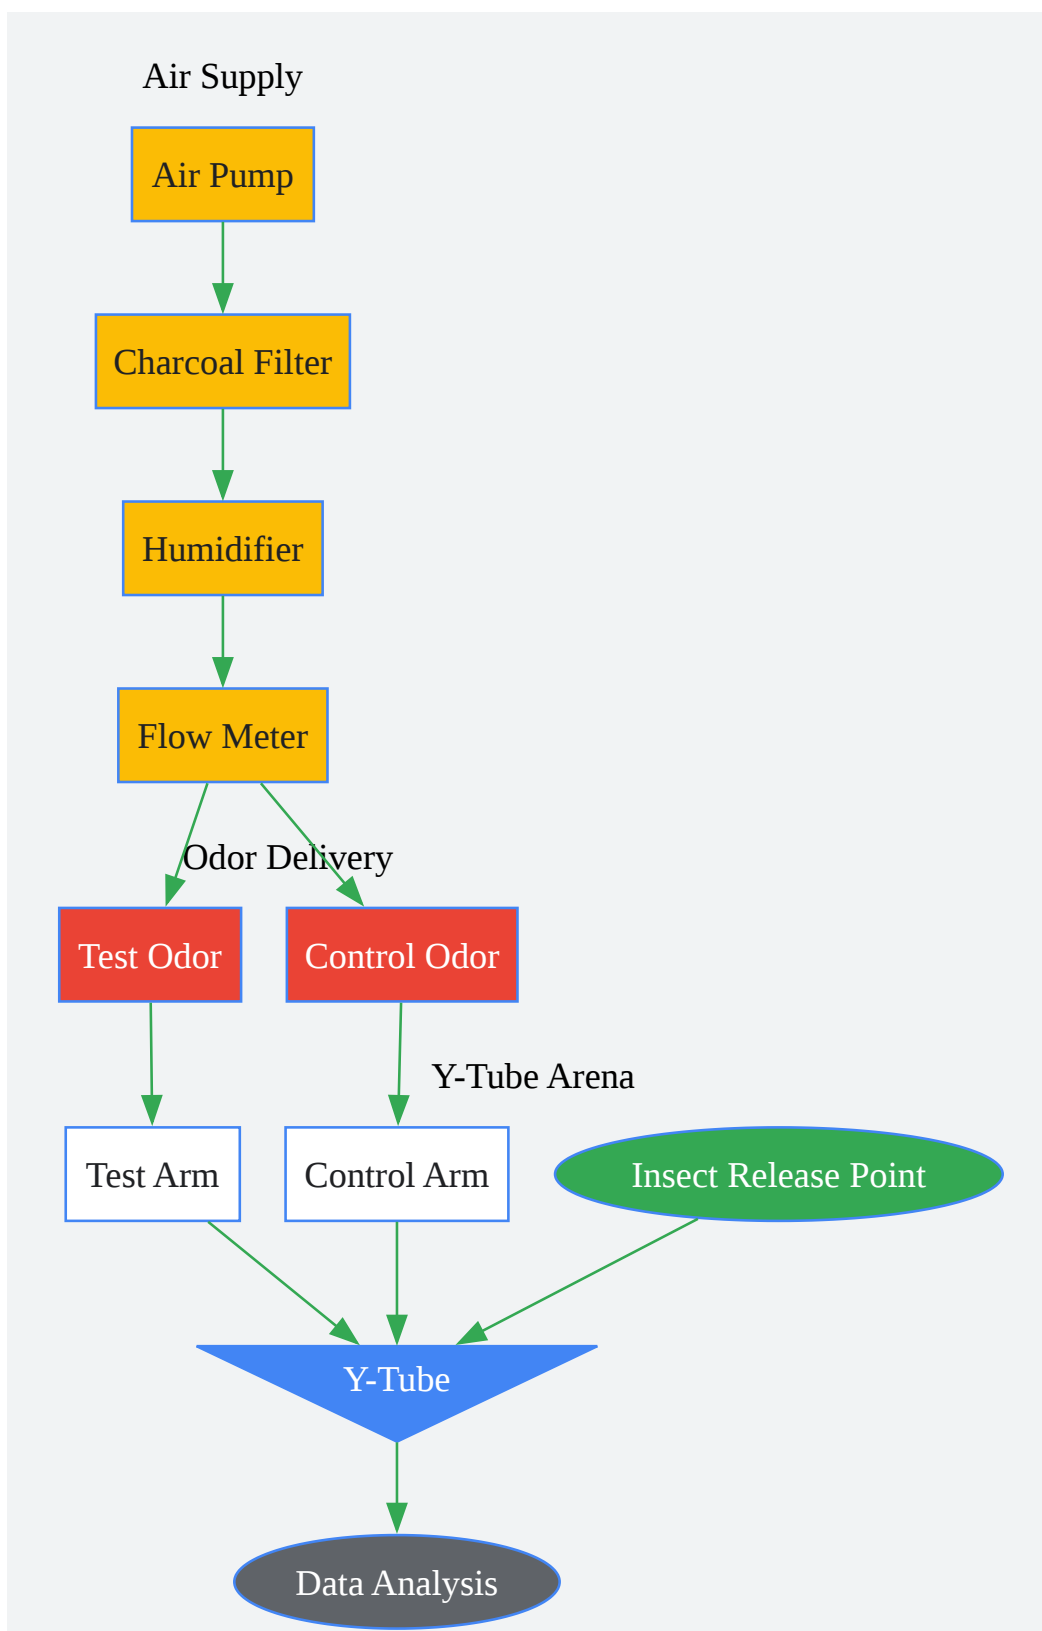 Air Supply
Air Pump
Charcoal Filter
Humidifier
Flow Meter
Odor Delivery
Test Odor
Control Odor
Y-Tube Arena
Test Arm
Control Arm
Insect Release Point
Y-Tube
Data Analysis